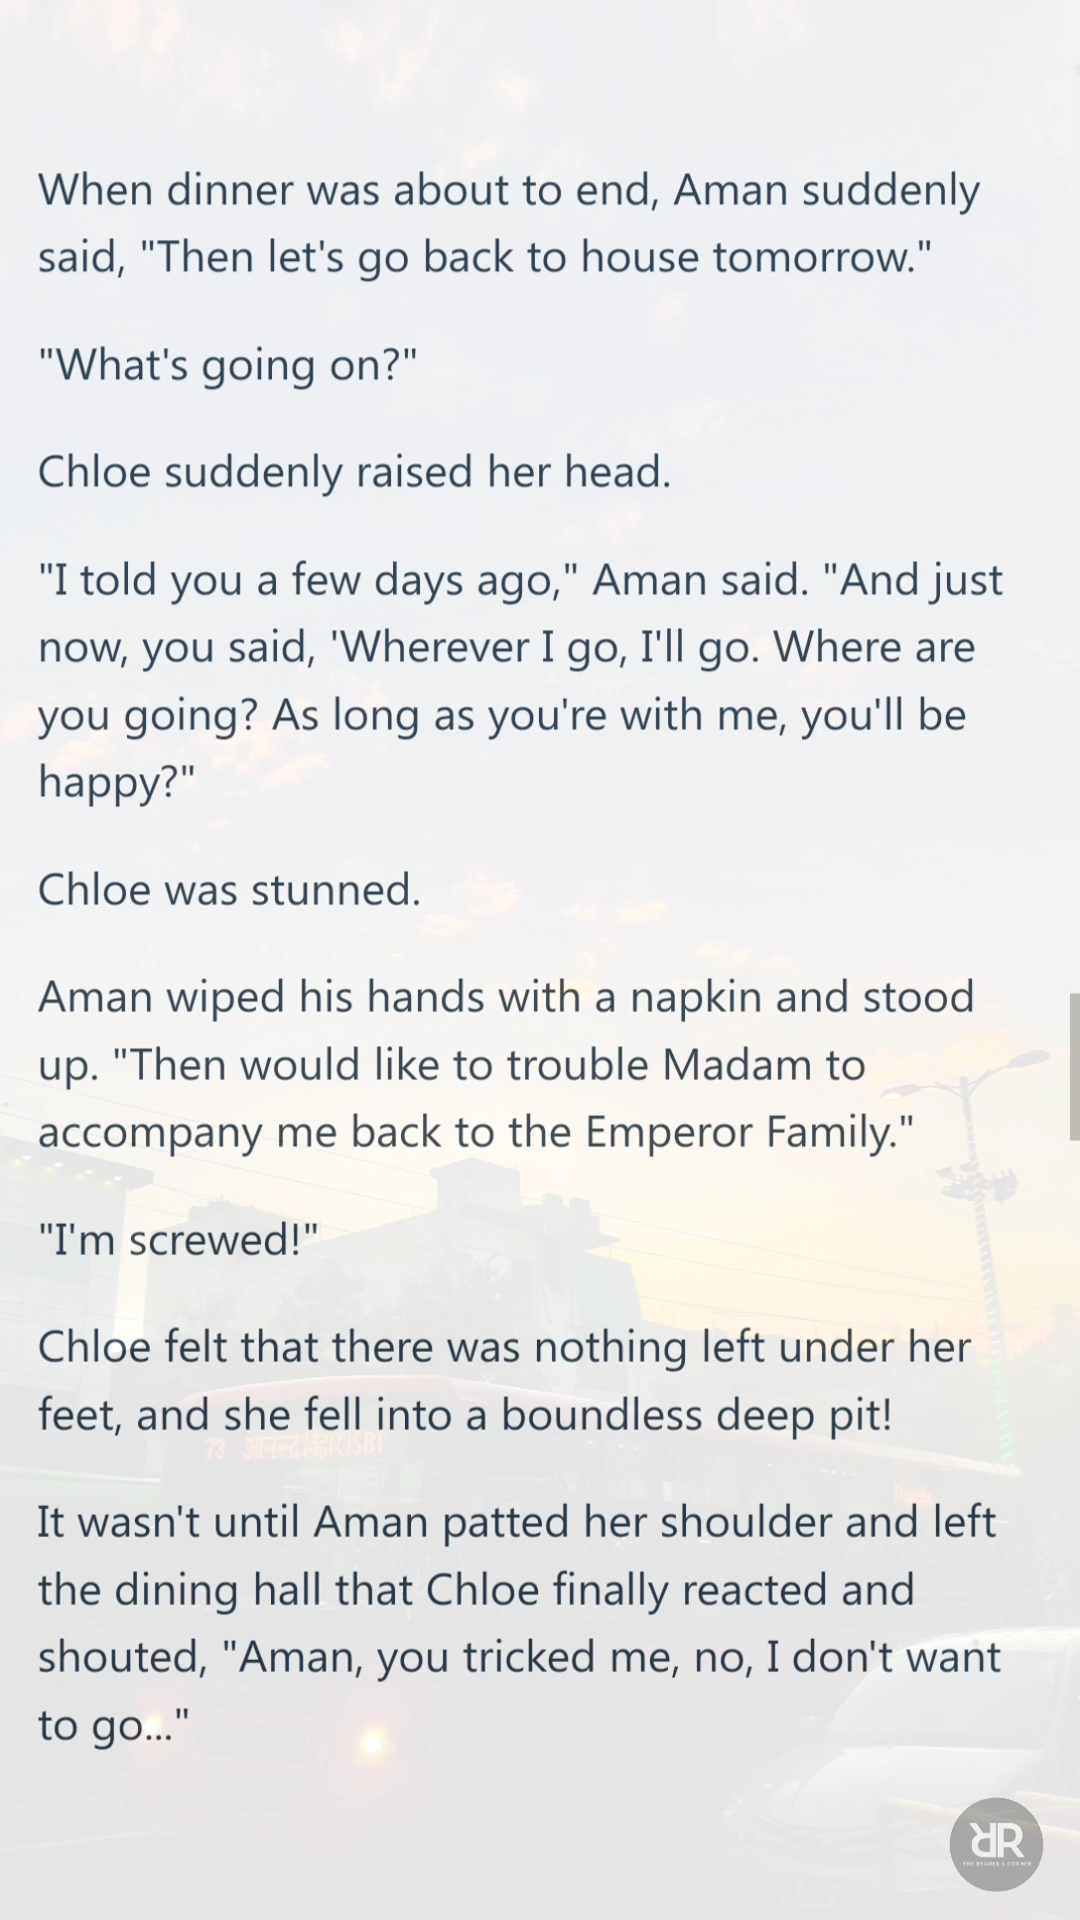 When dinner was about to end, Aman suddenly
said, "Then let's go back to house tomorrow."
"What's going on?"
Chloe suddenly raised her head.
"I told you a few days ago," Aman said. "And just
now, you said, 'Wherever I go, I'll go. Where are
you going? As long as you're with me, you'll be
happy?"
Chloe was stunned.
Aman wiped his hands with a napkin and stood
up. "Then would like to trouble Madam to
accompany me back to the Emperor Family."
"I'm screwed!"
Chloe felt that there was nothing left under her
feet, and she fell into a boundless deep pit!
73 आनन्द विहार ISBT
It wasn't until Aman patted her shoulder and left
the dining hall that Chloe finally reacted and
shouted, "Aman, you tricked me, no, I don't want
to go..."
RR
THE READER'S CORNER